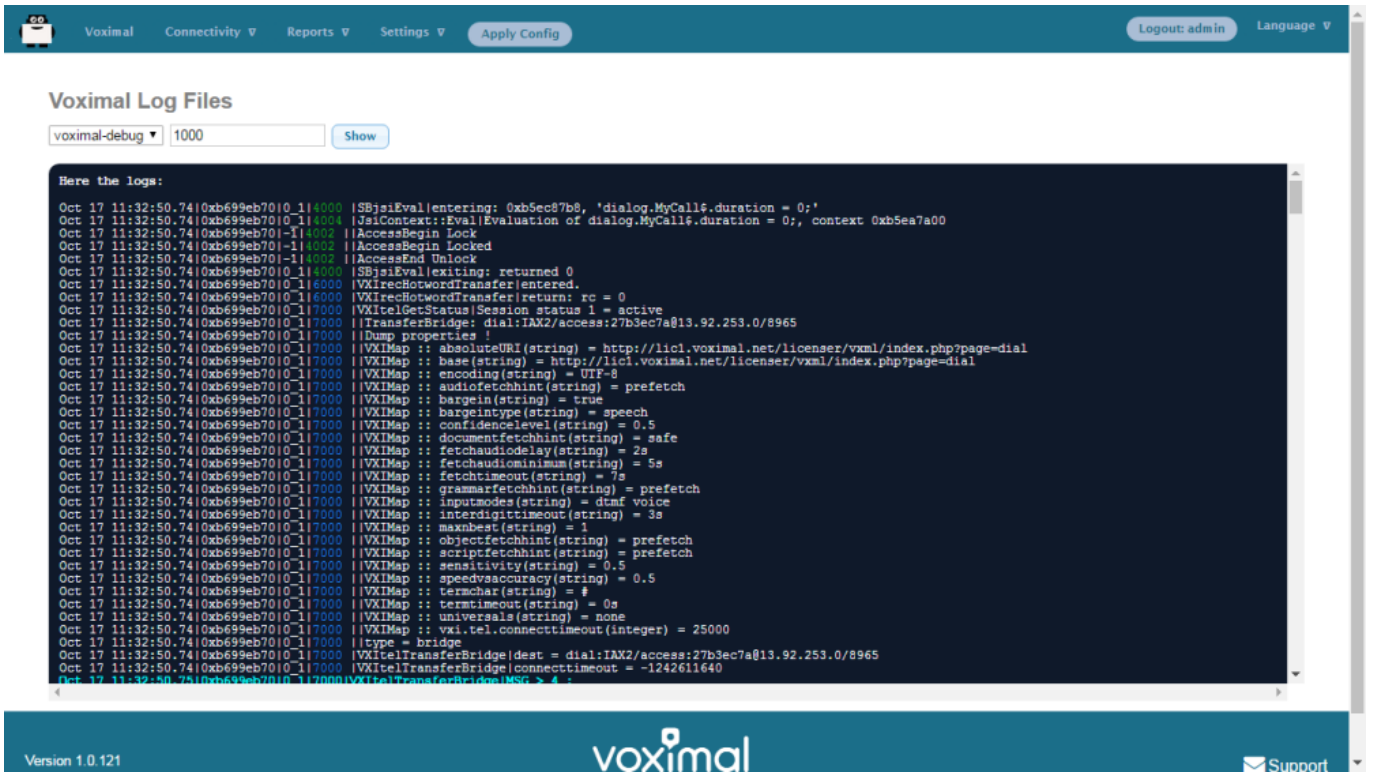 Voximal Connectivity ∇ Reports ∇ Settings ∇ Apply Config Logout: admin Language ∇
Voximal Log Files
voximal-debug ▼ 1000 Show
Here the logs:
Oct 17 11:32:50.74|0xb699eb70|0_1|4000 |SBjsiEval|entering: 0xb5ec87b8, 'dialog.MyCall$.duration = 0;'
Oct 17 11:32:50.74|0xb699eb70|0_1|4004 |JsiContext::Eval|Evaluation of dialog.MyCall$.duration = 0;, context 0xb5ea7a00
Oct 17 11:32:50.74|0xb699eb70|-1|4002 ||AccessBegin Lock
Oct 17 11:32:50.74|0xb699eb70|-1|4002 ||AccessBegin Locked
Oct 17 11:32:50.74|0xb699eb70|-1|4002 ||AccessEnd Unlock
Oct 17 11:32:50.74|0xb699eb70|0_1|4000 |SBjsiEval|exiting: returned 0
Oct 17 11:32:50.74|0xb699eb70|0_1|6000 |VXIrecHotwordTransfer|entered.
Oct 17 11:32:50.74|0xb699eb70|0_1|6000 |VXIrecHotwordTransfer|return: rc = 0
Oct 17 11:32:50.74|0xb699eb70|0_1|7000 |VXItelGetStatus|Session status 1 = active
Oct 17 11:32:50.74|0xb699eb70|0_1|7000 ||TransferBridge: dial:IAX2/access:27b3ec7a@13.92.253.0/8965
Oct 17 11:32:50.74|0xb699eb70|0_1|7000 ||Dump properties !
Oct 17 11:32:50.74|0xb699eb70|0_1|7000 ||VXIMap :: absoluteURI(string) = http://lic1.voximal.net/licenser/vxml/index.php?page=dial
Oct 17 11:32:50.74|0xb699eb70|0_1|7000 ||VXIMap :: base(string) = http://lic1.voximal.net/licenser/vxml/index.php?page=dial
Oct 17 11:32:50.74|0xb699eb70|0_1|7000 ||VXIMap :: encoding(string) = UTF-8
Oct 17 11:32:50.74|0xb699eb70|0_1|7000 ||VXIMap :: audiofetchhint(string) = prefetch
Oct 17 11:32:50.74|0xb699eb70|0_1|7000 ||VXIMap :: bargein(string) = true
Oct 17 11:32:50.74|0xb699eb70|0_1|7000 ||VXIMap :: bargeintype(string) = speech
Oct 17 11:32:50.74|0xb699eb70|0_1|7000 ||VXIMap :: confidencelevel(string) = 0.5
Oct 17 11:32:50.74|0xb699eb70|0_1|7000 ||VXIMap :: documentfetchhint(string) = safe
Oct 17 11:32:50.74|0xb699eb70|0_1|7000 ||VXIMap :: fetchaudiodelay(string) = 2s
Oct 17 11:32:50.74|0xb699eb70|0_1|7000 ||VXIMap :: fetchaudiominimum(string) = 5s
Oct 17 11:32:50.74|0xb699eb70|0_1|7000 ||VXIMap :: fetchtimeout(string) = 7s
Oct 17 11:32:50.74|0xb699eb70|0_1|7000 ||VXIMap :: grammarfetchhint(string) = prefetch
Oct 17 11:32:50.74|0xb699eb70|0_1|7000 ||VXIMap :: inputmodes(string) = dtmf voice
Oct 17 11:32:50.74|0xb699eb70|0_1|7000 ||VXIMap :: interdigittimeout(string) = 3s
Oct 17 11:32:50.74|0xb699eb70|0_1|7000 ||VXIMap :: maxnbest(string) = 1
Oct 17 11:32:50.74|0xb699eb70|0_1|7000 ||VXIMap :: objectfetchhint(string) = prefetch
Oct 17 11:32:50.74|0xb699eb70|0_1|7000 ||VXIMap :: scriptfetchhint(string) = prefetch
Oct 17 11:32:50.74|0xb699eb70|0_1|7000 ||VXIMap :: sensitivity(string) = 0.5
Oct 17 11:32:50.74|0xb699eb70|0_1|7000 ||VXIMap :: speedvsaccuracy(string) = 0.5
Oct 17 11:32:50.74|0xb699eb70|0_1|7000 ||VXIMap :: termchar(string) = #
Oct 17 11:32:50.74|0xb699eb70|0_1|7000 ||VXIMap :: termtimeout(string) = 0s
Oct 17 11:32:50.74|0xb699eb70|0_1|7000 ||VXIMap :: universals(string) = none
Oct 17 11:32:50.74|0xb699eb70|0_1|7000 ||VXIMap :: vxi.tel.connecttimeout(integer) = 25000
Oct 17 11:32:50.74|0xb699eb70|0_1|7000 ||type = bridge
Oct 17 11:32:50.74|0xb699eb70|0_1|7000 |VXItelTransferBridge|dest = dial:IAX2/access:27b3ec7a@13.92.253.0/8965
Oct 17 11:32:50.74|0xb699eb70|0_1|7000 |VXItelTransferBridge|connecttimeout = -1242611640
Oct 17 11:32:50.75|0xb699eb70|0_1|7000|VXItelTransferBridge|MSG > 4 :
Version 1.0.121 voximal Support